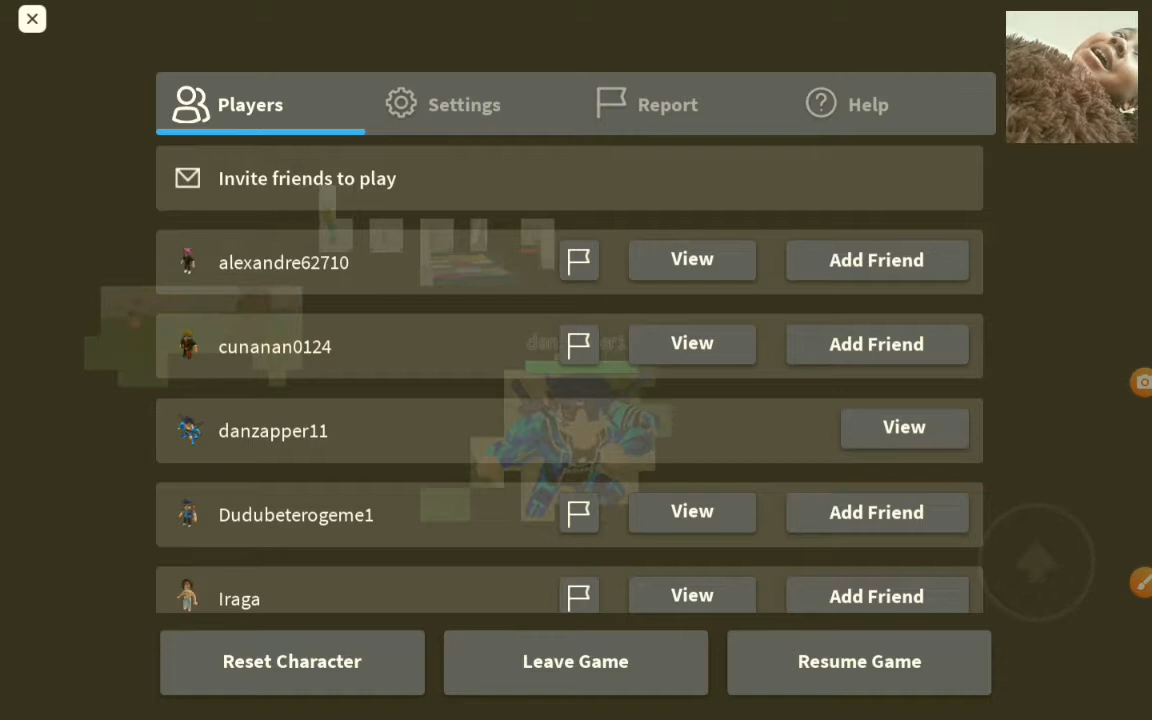 Players
Settings
Report
Help
Invite friends to play
alexandre62710
View
Add Friend
cunanan0124
View
Add Friend
danzapper11
View
Dudubeterogeme1
View
Add Friend
Iraga
View
Add Friend
Reset Character
Leave Game
Resume Game